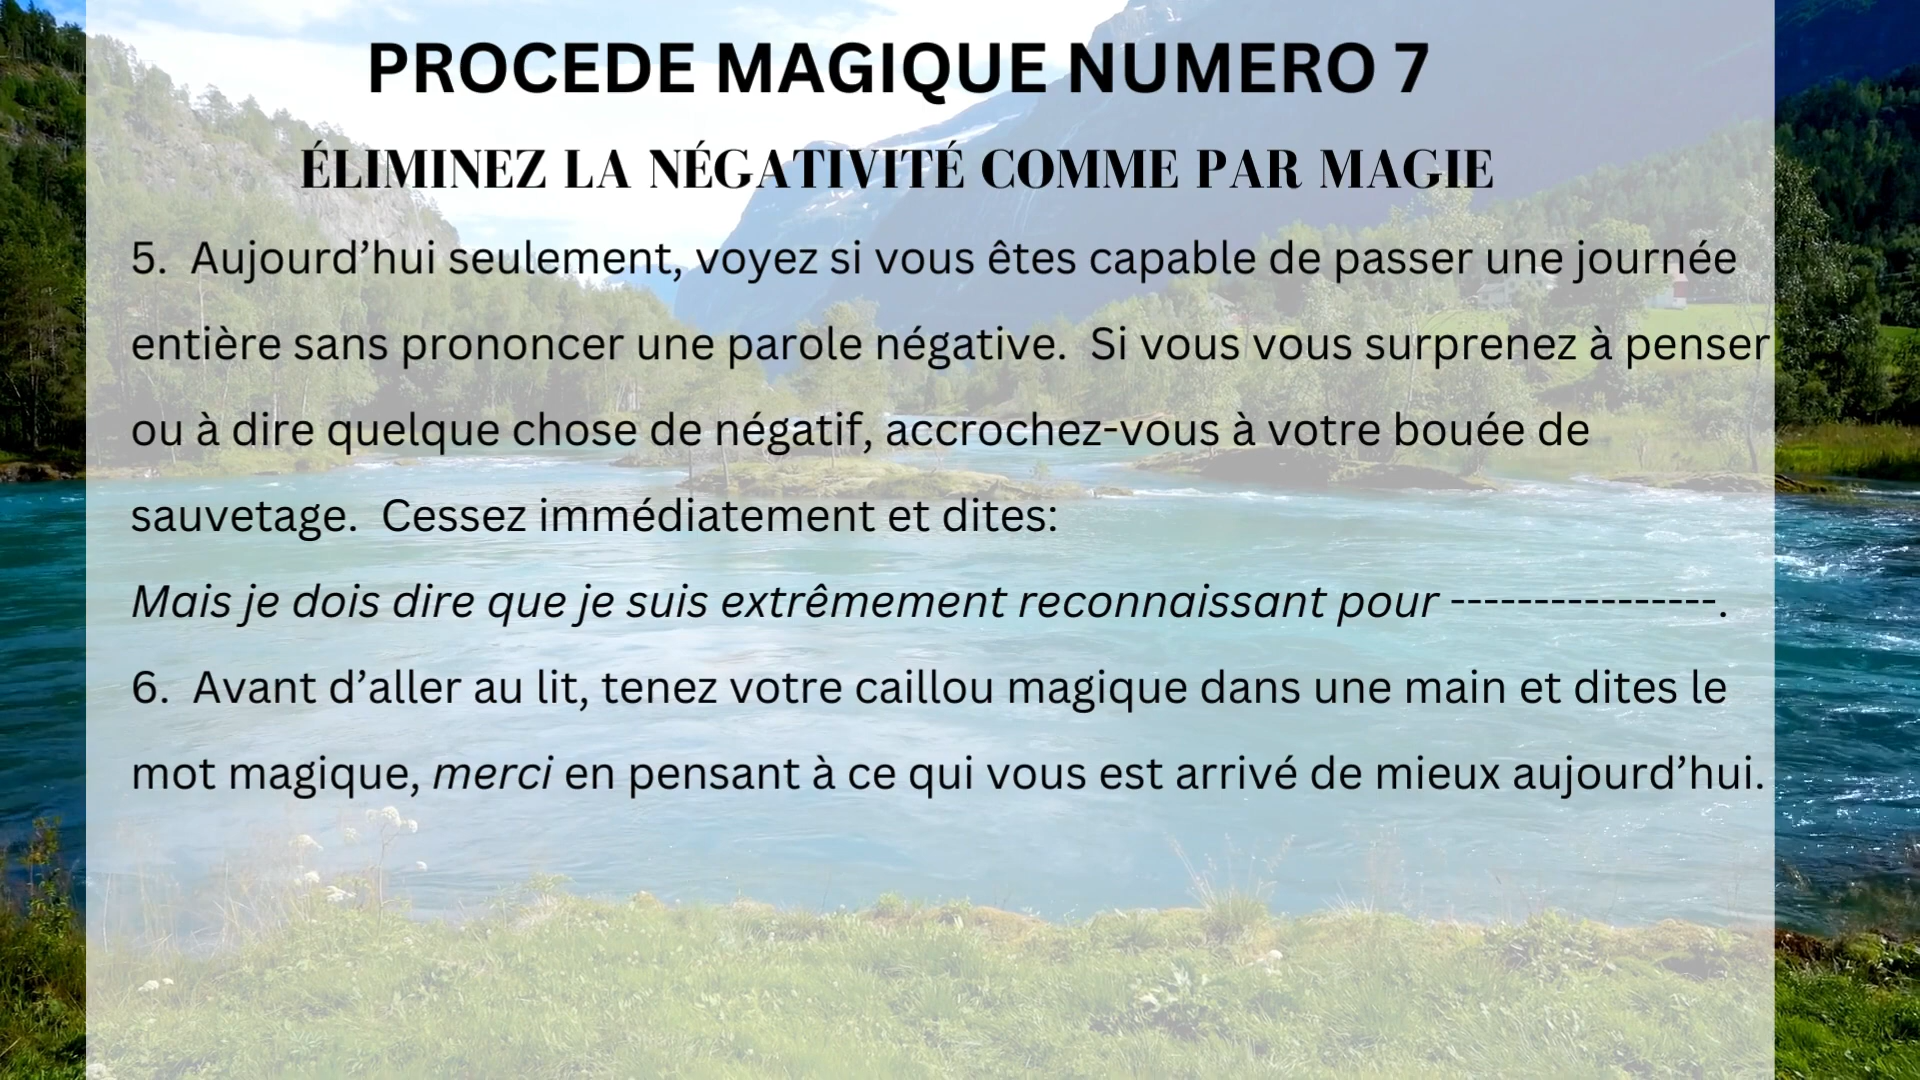 PROCEDE MAGIQUE NUMERO 7
ÉLIMINEZ LA NÉGATIVITÉ COMME PAR MAGIE
5.  Aujourd’hui seulement, voyez si vous êtes capable de passer une journée
entière sans prononcer une parole négative.  Si vous vous surprenez à penser
ou à dire quelque chose de négatif, accrochez-vous à votre bouée de
sauvetage.  Cessez immédiatement et dites:
Mais je dois dire que je suis extrêmement reconnaissant pour ----------------.
6.  Avant d’aller au lit, tenez votre caillou magique dans une main et dites le
mot magique, merci en pensant à ce qui vous est arrivé de mieux aujourd’hui.